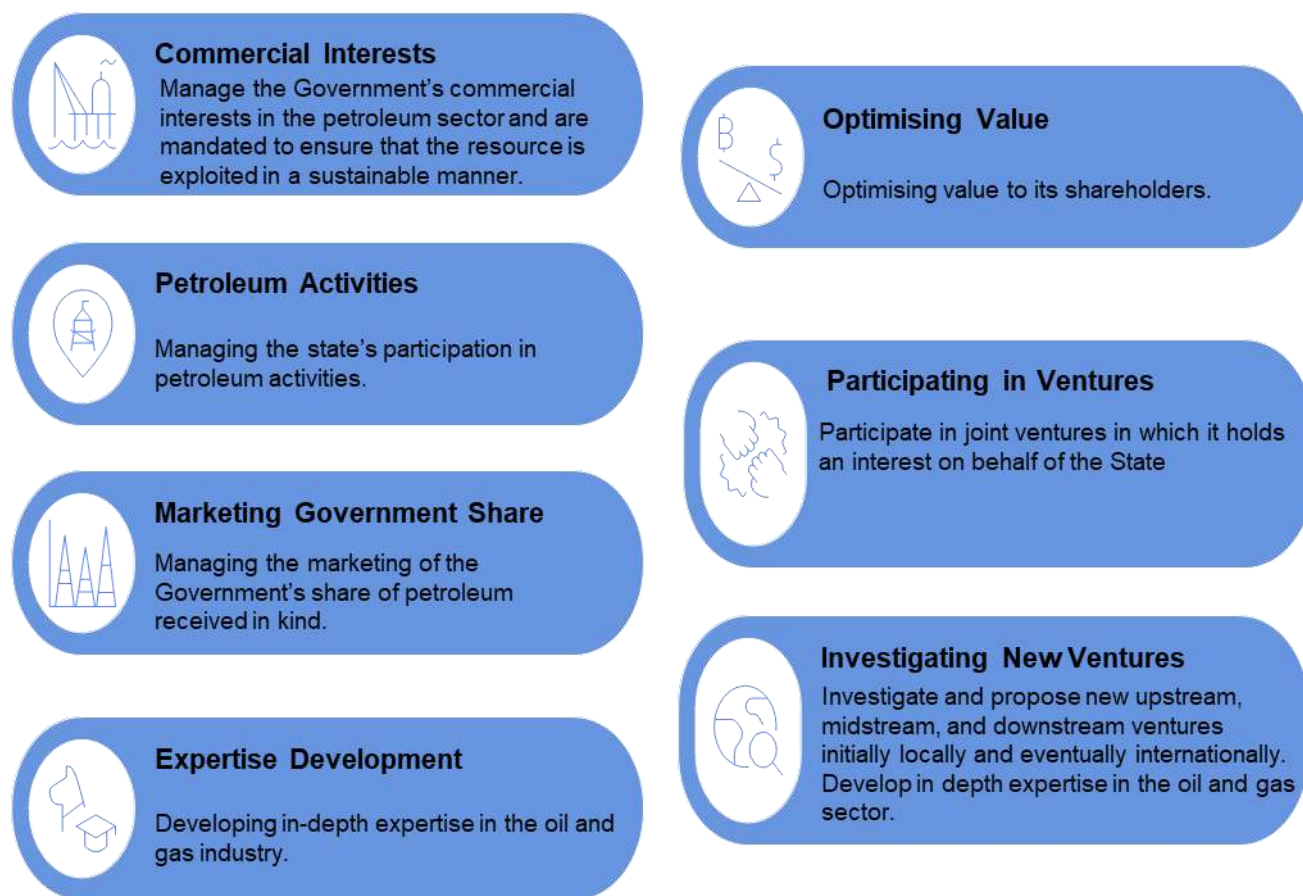 Commercial Interests
Manage the Government's commercial
interests in the petroleum sector and are
mandated to ensure that the resource is
exploited in a sustainable manner.
Petroleum Activities
Managing the state's participation in
petroleum activities.
Marketing Government Share
Managing the marketing of the
Government's share of petroleum
received in kind.
Expertise Development
Developing in-depth expertise in the oil and
gas industry.
Optimising Value
Optimising value to its shareholders.
Participating in Ventures
Participate in joint ventures in which it holds
an interest on behalf of the State
Investigating New Ventures
Investigate and propose new upstream,
midstream, and downstream ventures
initially locally and eventually internationally.
Develop in depth expertise in the oil and gas
sector.